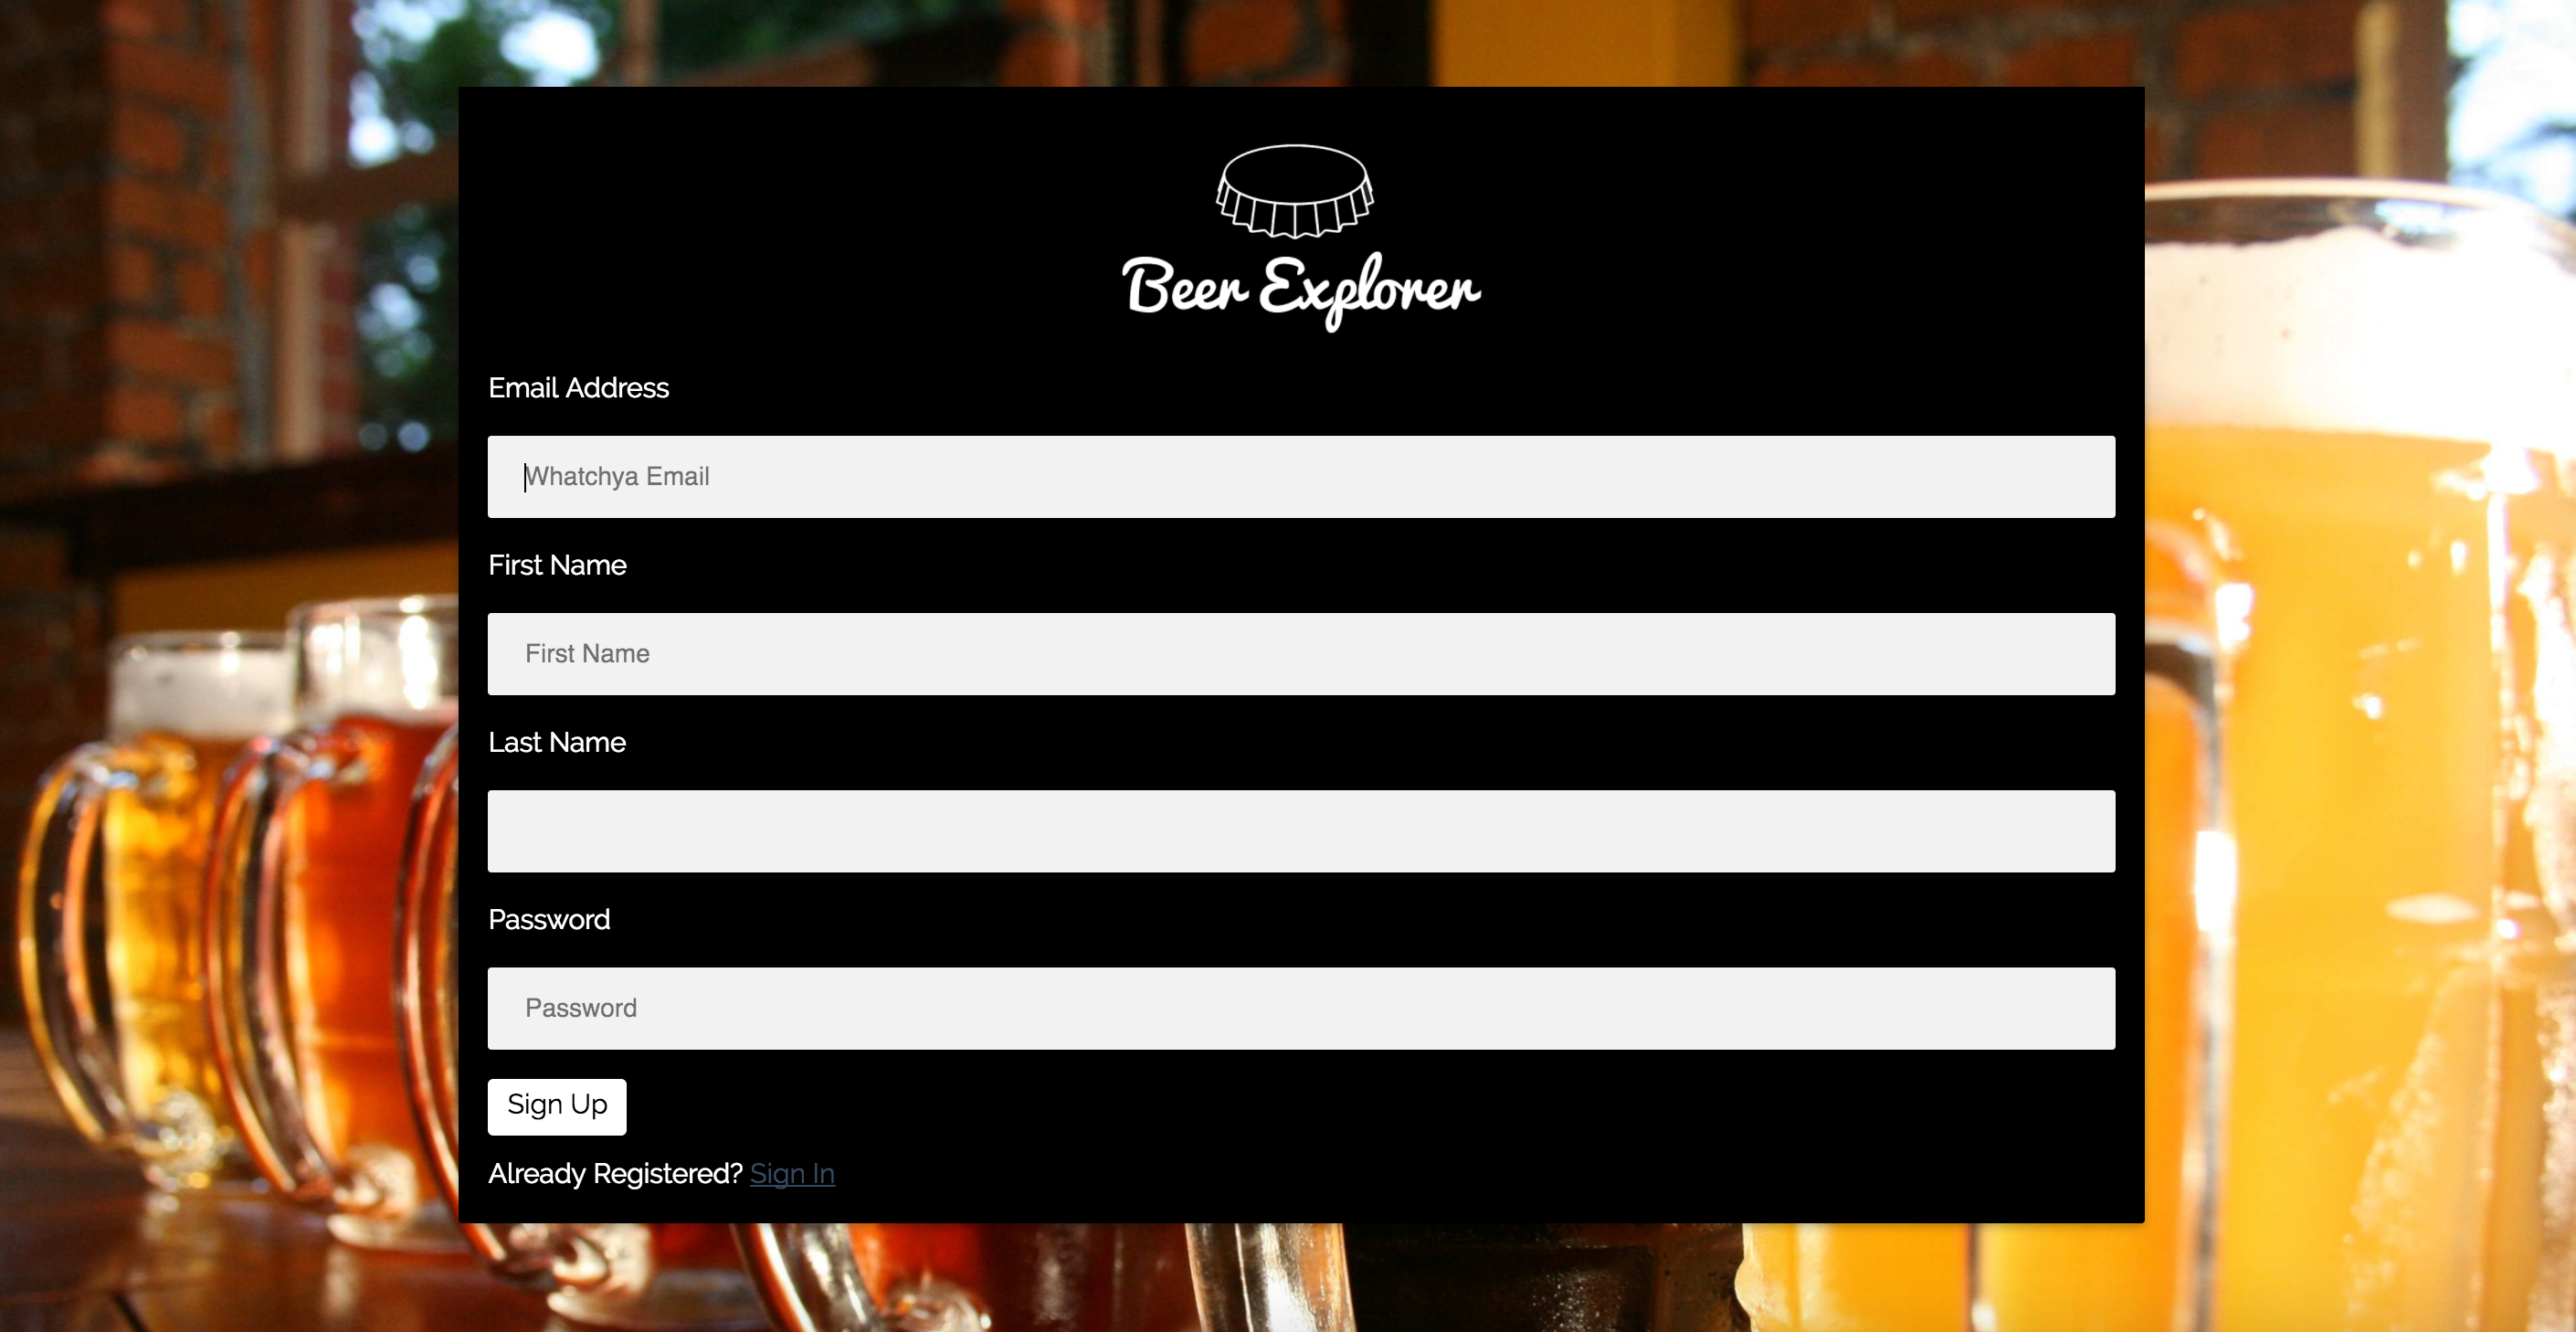 Beer Explorer
Email Address
Whatchya Email
First Name
First Name
Last Name
Password
Password
Sign Up
Already Registered? Sign In